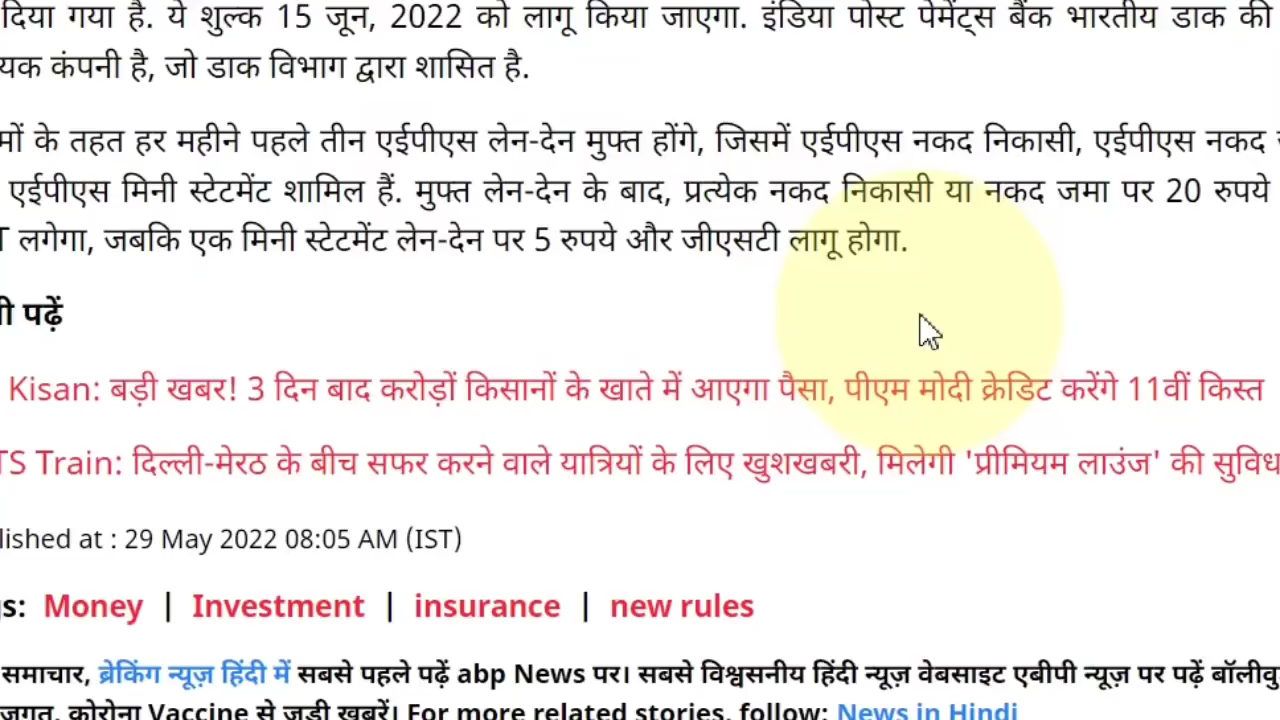 दिया गया है. ये शुल्क 15 जून, 2022 को लागू किया जाएगा. इंडिया पोस्ट पेमेंट्स बैंक भारतीय डाक की
यक कंपनी है, जो डाक विभाग द्वारा शासित है.
मों के तहत हर महीने पहले तीन एईपीएस लेन-देन मुफ्त होंगे, जिसमें एईपीएस नकद निकासी, एईपीएस नकद
एईपीएस मिनी स्टेटमेंट शामिल हैं. मुफ्त लेन-देन के बाद, प्रत्येक नकद निकासी या नकद जमा पर 20 रुपये
T लगेगा, जबकि एक मिनी स्टेटमेंट लेन-देन पर 5 रुपये और जीएसटी लागू होगा.
ी पढ़ें
Kisan: बड़ी खबर! 3 दिन बाद करोड़ों किसानों के खाते में आएगा पैसा, पीएम मोदी क्रेडिट करेंगे 11वीं किस्त
TS Train: दिल्ली-मेरठ के बीच सफर करने वाले यात्रियों के लिए खुशखबरी, मिलेगी 'प्रीमियम लाउंज' की सुविध
lished at : 29 May 2022 08:05 AM (IST)
gs: Money | Investment | insurance | new rules
समाचार, ब्रेकिंग न्यूज़ हिंदी में सबसे पहले पढ़ें abp News पर। सबसे विश्वसनीय हिंदी न्यूज़ वेबसाइट एबीपी न्यूज़ पर पढ़ें बॉलीवु
जगत, कोरोना Vaccine से जुड़ी ख़बरें। For more related stories, follow: News in Hindi